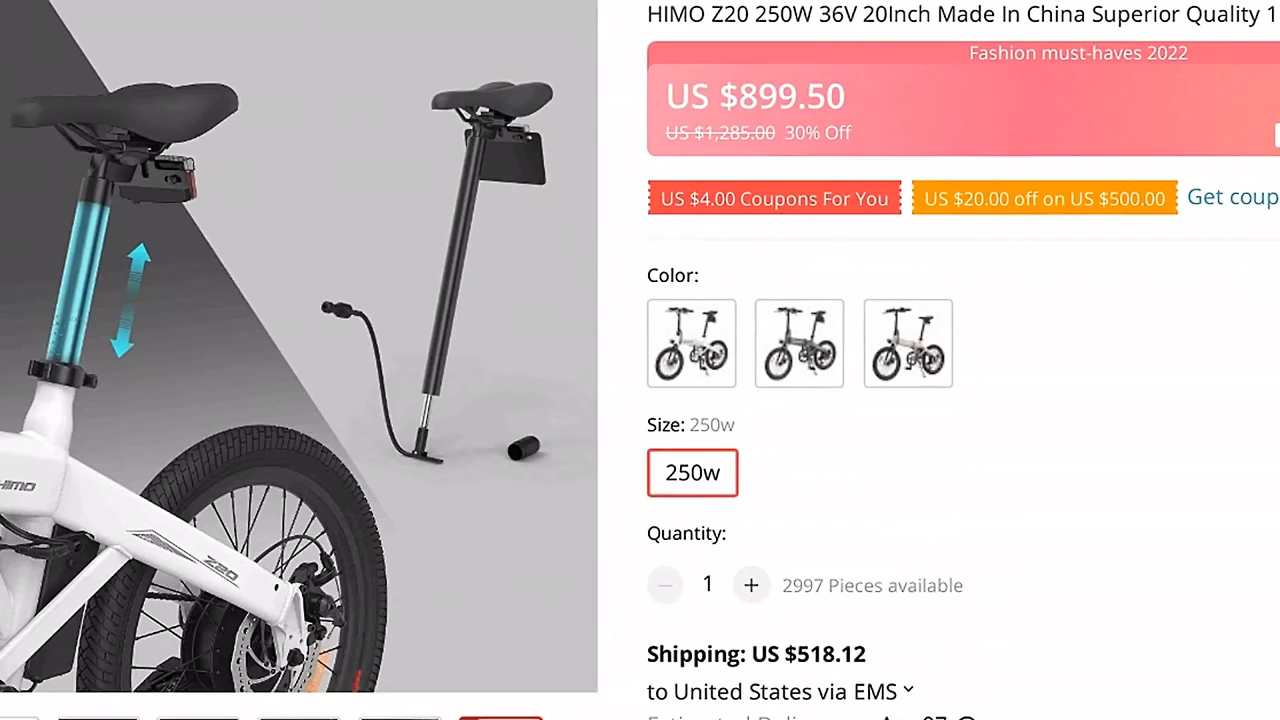 HIMO Z20 250W 36V 20Inch Made In China Superior Quality 1
Fashion must-haves 2022
US $899.50
US $1,285.00 30% Off
US $4.00 Coupons For You
US $20.00 off on US $500.00
Get coup
Color:
Size: 250w
250w
Quantity:
− 1 + 2997 Pieces available
Shipping: US $518.12
to United States via EMS
HIMO
Z20